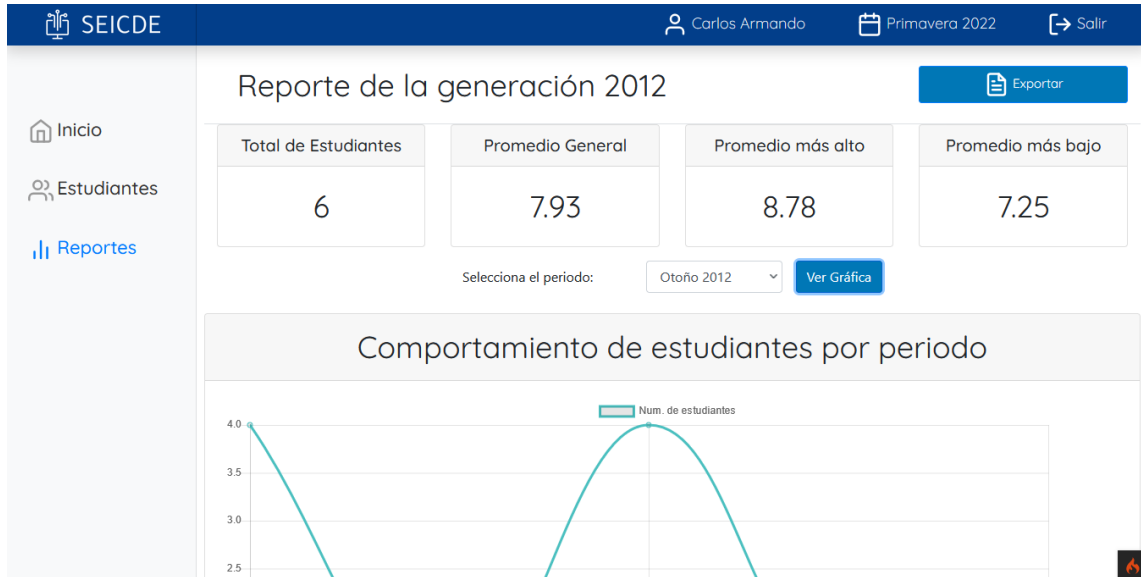 SEICDE
Carlos Armando
Primavera 2022
Salir
Inicio
Estudiantes
Reportes
Reporte de la generación 2012
Exportar
Total de Estudiantes
6
Promedio General
7.93
Promedio más alto
8.78
Promedio más bajo
7.25
Selecciona el periodo:
Otoño 2012
Ver Gráfica
Comportamiento de estudiantes por periodo
Num. de estudiantes
4.0
3.5
3.0
2.5